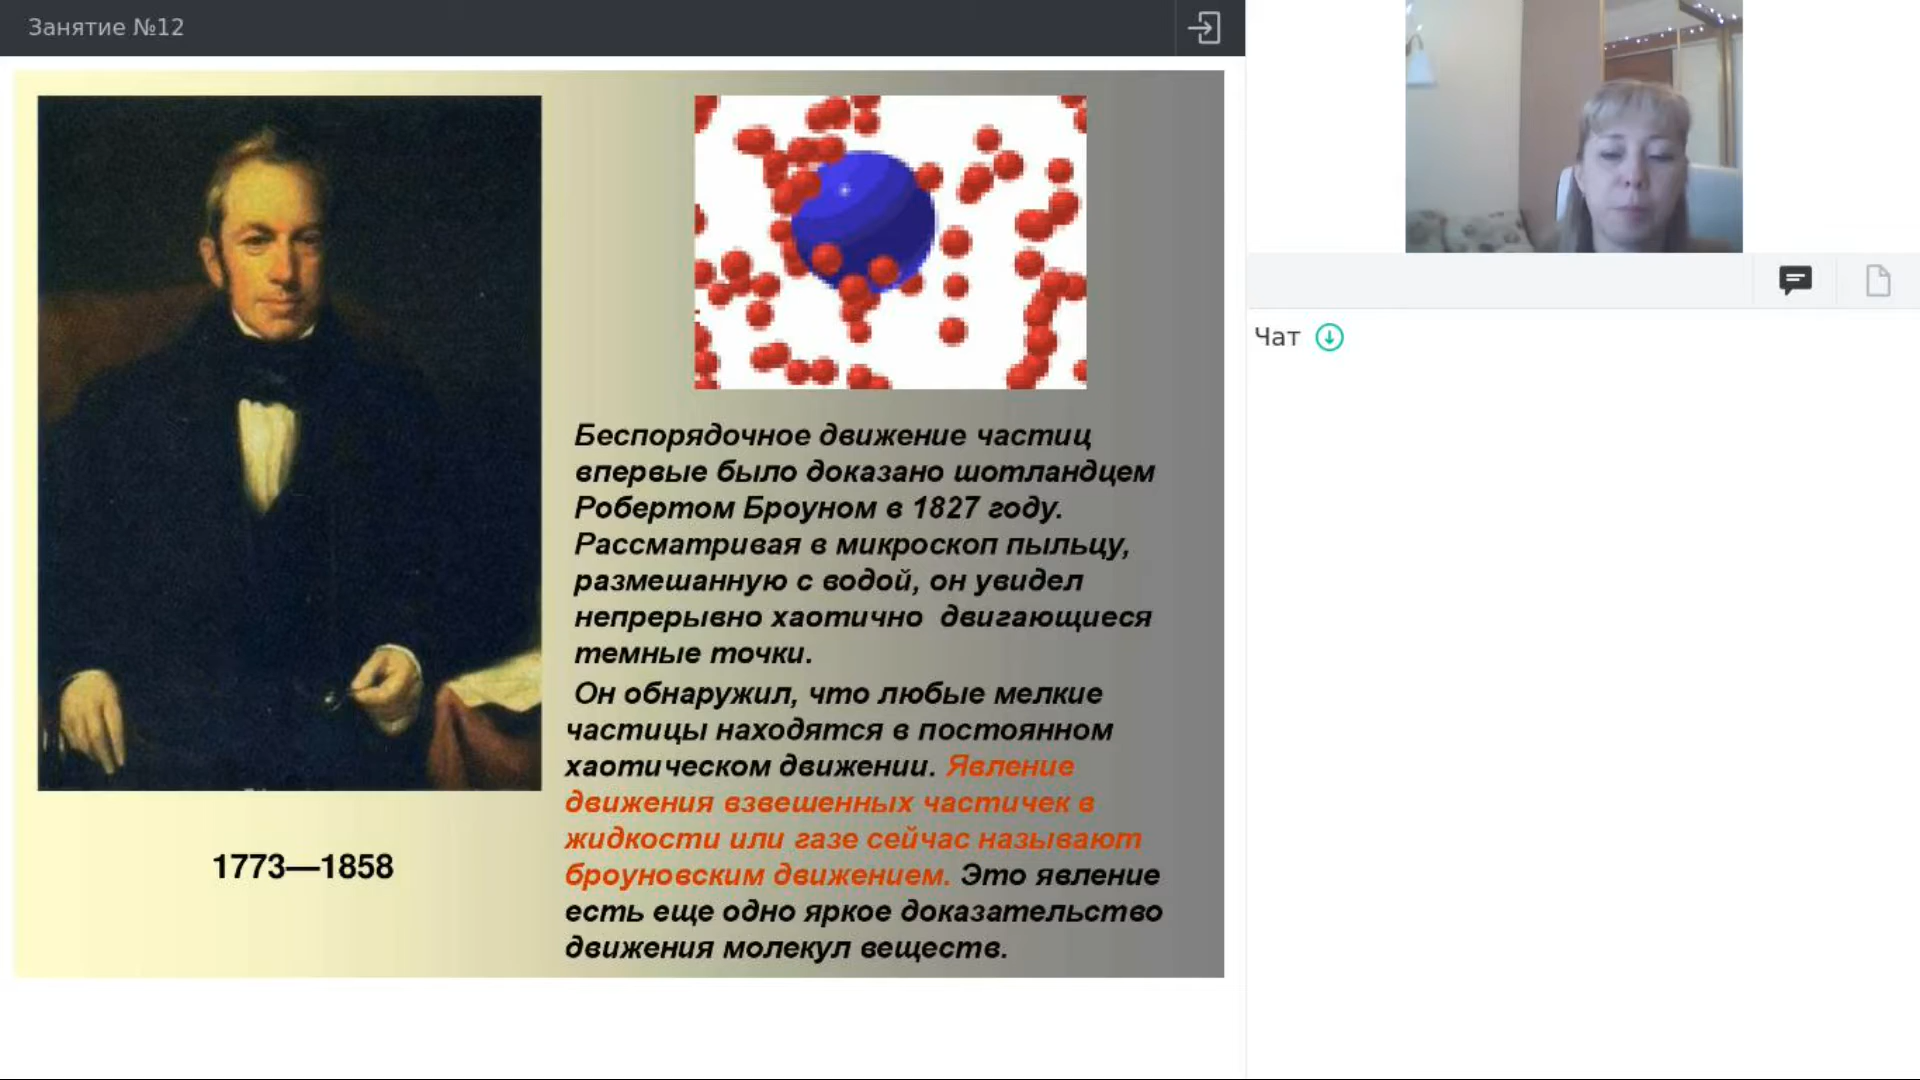 Занятие №12
Беспорядочное движение частиц
впервые было доказано шотландцем
Робертом Броуном в 1827 году.
Рассматривая в микроскоп пыльцу,
размешанную с водой, он увидел
непрерывно хаотично двигающиеся
темные точки.
Он обнаружил, что любые мелкие
частицы находятся в постоянном
хаотическом движении. Явление
движения взвешенных частичек в
жидкости или газе сейчас называют
броуновским движением. Это явление
есть еще одно яркое доказательство
движения молекул веществ.
1773—1858
Чат